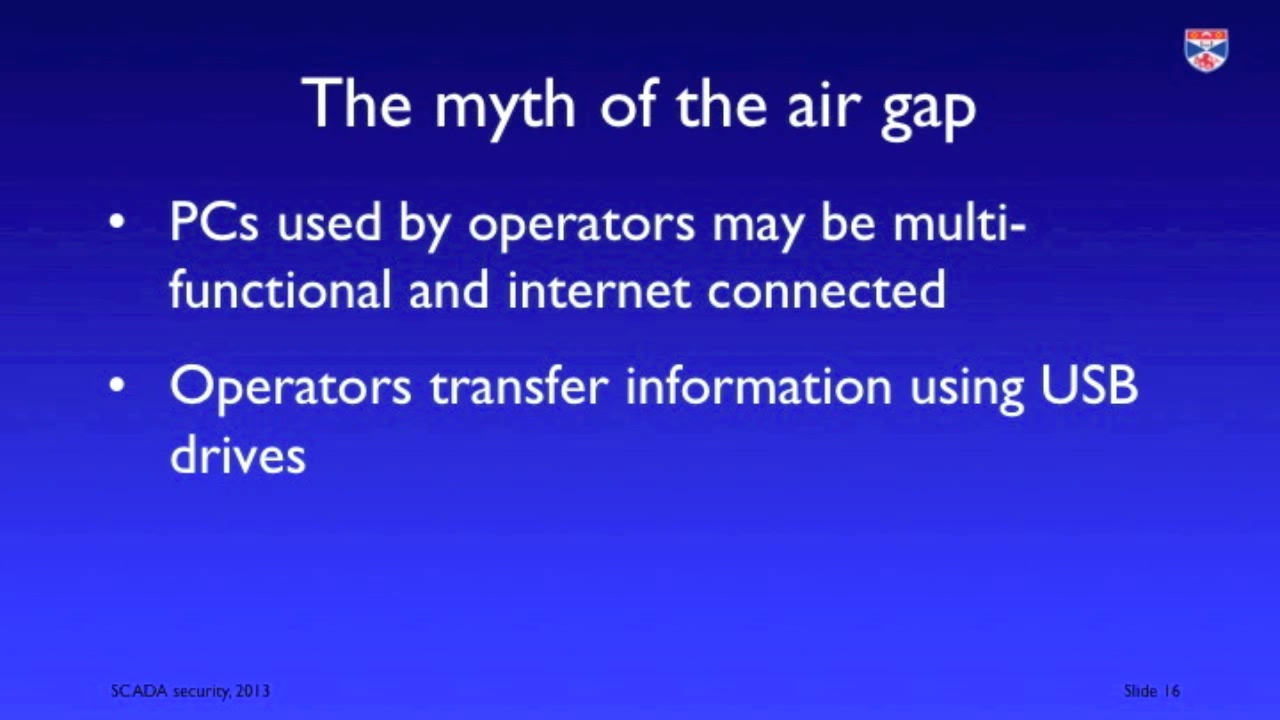 The myth of the air gap
• PCs used by operators may be multi-
functional and internet connected
• Operators transfer information using USB
drives
SCADA security, 2013
Slide 16